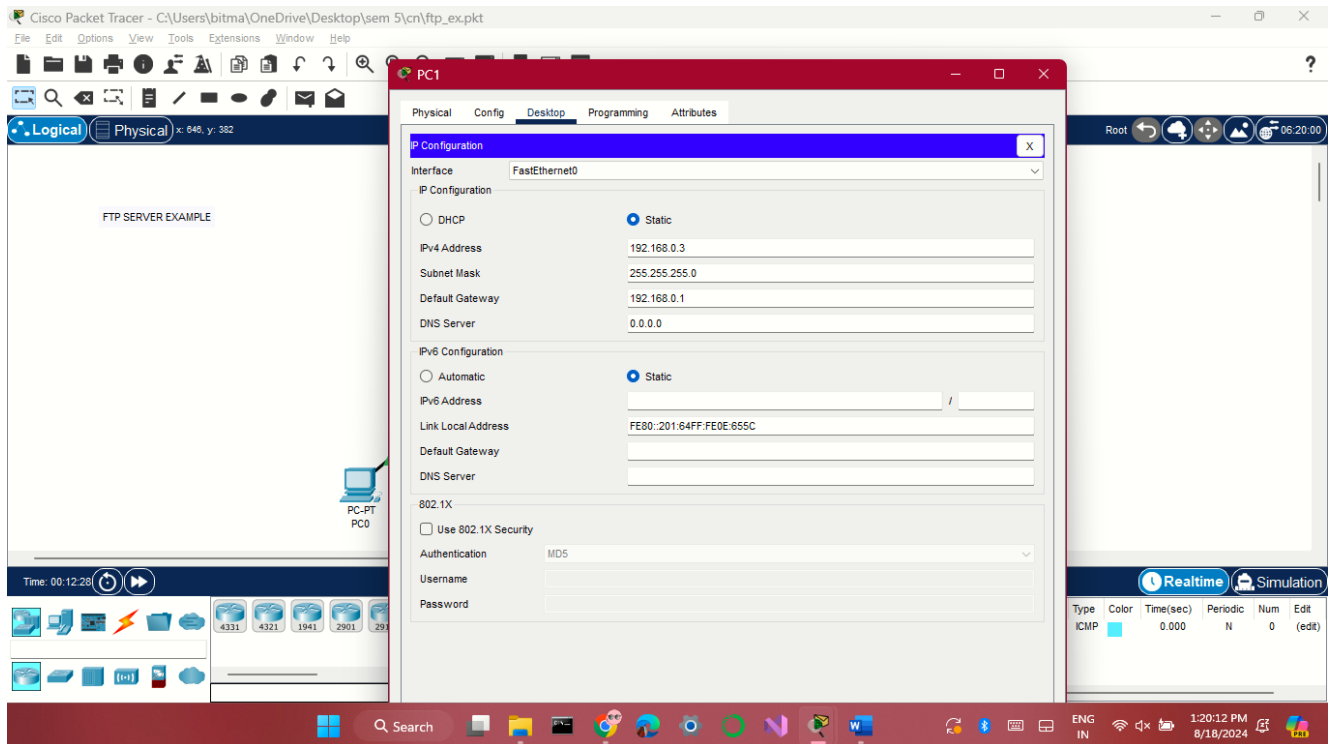 Cisco Packet Tracer - C:\Users\bitma\OneDrive\Desktop\sem 5\cn\ftp_ex.pkt
File Edit Options View Tools Extensions Window Help
PC1
Physical Config Desktop Programming Attributes
Logical Physical x: 646, y: 382
Root 06:20:00
IP Configuration X
Interface FastEthernet0
IP Configuration
DHCP Static
IPv4 Address 192.168.0.3
Subnet Mask 255.255.255.0
Default Gateway 192.168.0.1
DNS Server 0.0.0.0
IPv6 Configuration
Automatic Static
IPv6 Address /
Link Local Address FE80::201:64FF:FE0E:655C
Default Gateway
DNS Server
802.1X
Use 802.1X Security
Authentication MD5
Username
Password
FTP SERVER EXAMPLE
PC-PT
PC0
Time: 00:12:28
Realtime Simulation
4331 4321 1941 2901 291
Type Color Time(sec) Periodic Num Edit
ICMP 0.000 N 0 (edit)
Search
ENG
IN
1:20:12 PM
8/18/2024
PRE